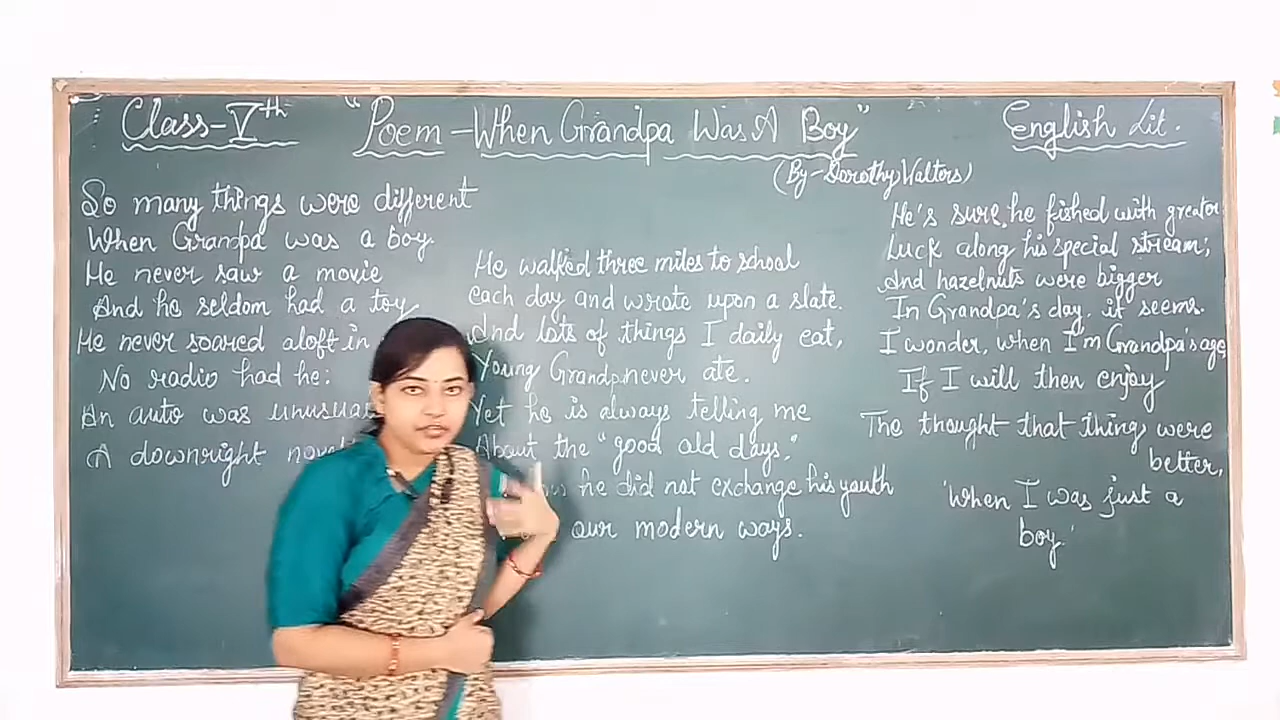 Class-Vth
"Poem - When Grandpa Was A Boy"
English Lit.
(By-Dorothy Walters)
So many things were different
When Grandpa was a boy.
He never saw a movie
And he seldom had a toy
He never soared aloft in
No radio had he:
An auto was unusual
A downright
He walked three miles to school
each day and wrote upon a slate.
And lots of things I daily eat,
Young Grandpa never ate.
Yet he is always telling me
About the "good old days."
he did not exchange his youth
our modern ways.
He's sure, he fished with greater
Luck along his special stream;
And hazelnuts were bigger
In Grandpa's day, it seems.
I wonder, when I'm Grandpa's age
If I will then enjoy
The thought that things were
better,
'When I was just a
boy.'